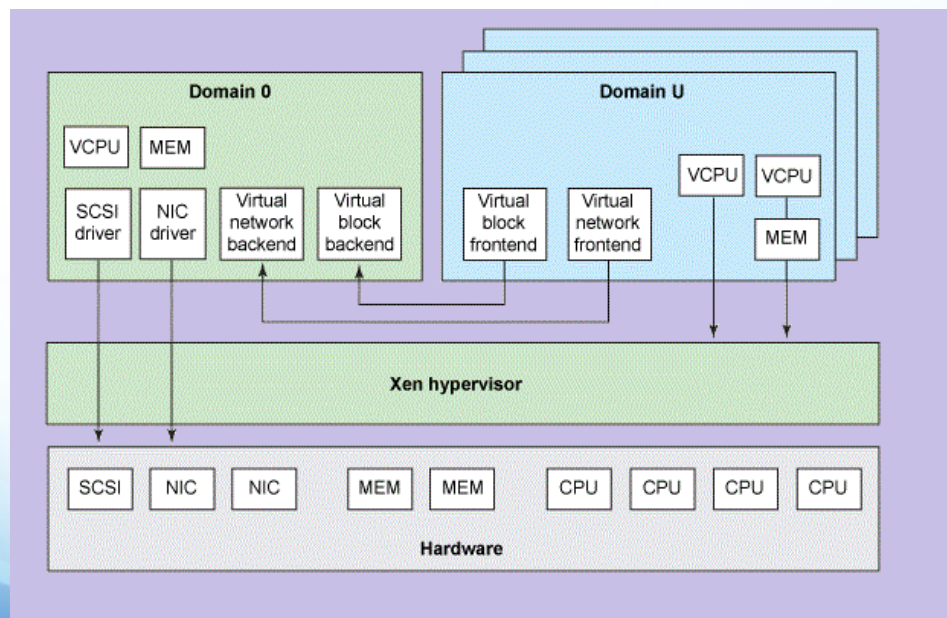 Domain 0
VCPU
MEM
SCSI
driver
NIC
driver
Virtual
network
backend
Virtual
block
backend
Domain U
VCPU
VCPU
Virtual
block
frontend
Virtual
network
frontend
MEM
Xen hypervisor
SCSI
NIC
NIC
MEM
MEM
CPU
CPU
CPU
CPU
Hardware